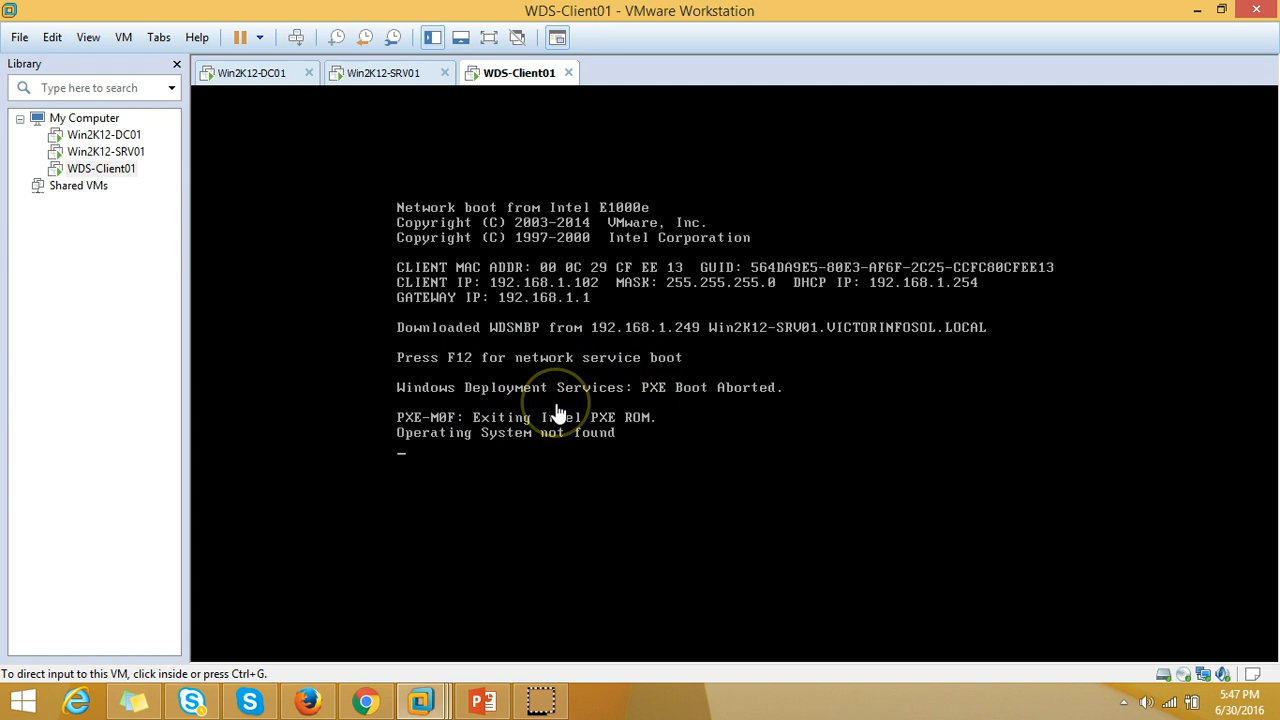 WDS-Client01 - VMware Workstation
File Edit View VM Tabs Help
Library
Type here to search
My Computer
Win2K12-DC01
Win2K12-SRV01
WDS-Client01
Shared VMs
Win2K12-DC01 Win2K12-SRV01 WDS-Client01
Network boot from Intel E1000e
Copyright (C) 2003-2014 VMware, Inc.
Copyright (C) 1997-2000 Intel Corporation
CLIENT MAC ADDR: 00 0C 29 CF EE 13 GUID: 564DA9E5-80E3-AF6F-2C25-CCFC80CFEE13
CLIENT IP: 192.168.1.102 MASK: 255.255.255.0 DHCP IP: 192.168.1.254
GATEWAY IP: 192.168.1.1
Downloaded WDSNBP from 192.168.1.249 Win2K12-SRV01.VICTORINFOSOL.LOCAL
Press F12 for network service boot
Windows Deployment Services: PXE Boot Aborted.
PXE-M0F: Exiting Intel PXE ROM.
Operating System not found
To direct input to this VM, click inside or press Ctrl+G.
5:47 PM
6/30/2016